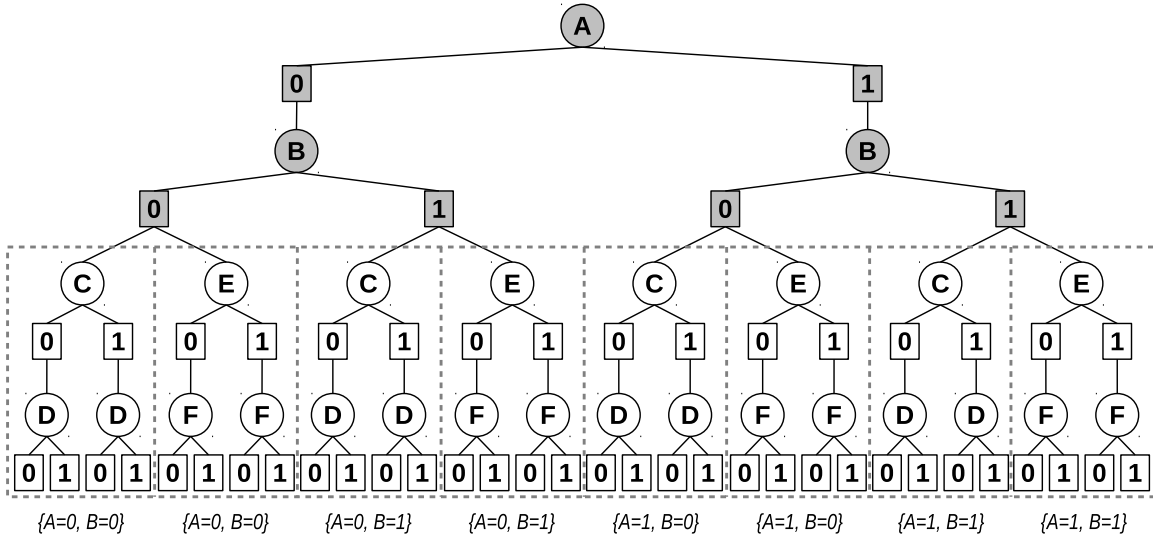 A
0 1
B B
0 1 0 1
C E C E C E C E
0 1 0 1 0 1 0 1 0 1 0 1 0 1 0 1
D D F F D D F F D D F F D D F F
0 1 0 1 0 1 0 1 0 1 0 1 0 1 0 1 0 1 0 1 0 1 0 1 0 1 0 1 0 1 0 1
{A=0, B=0} {A=0, B=0} {A=0, B=1} {A=0, B=1} {A=1, B=0} {A=1, B=0} {A=1, B=1} {A=1, B=1}